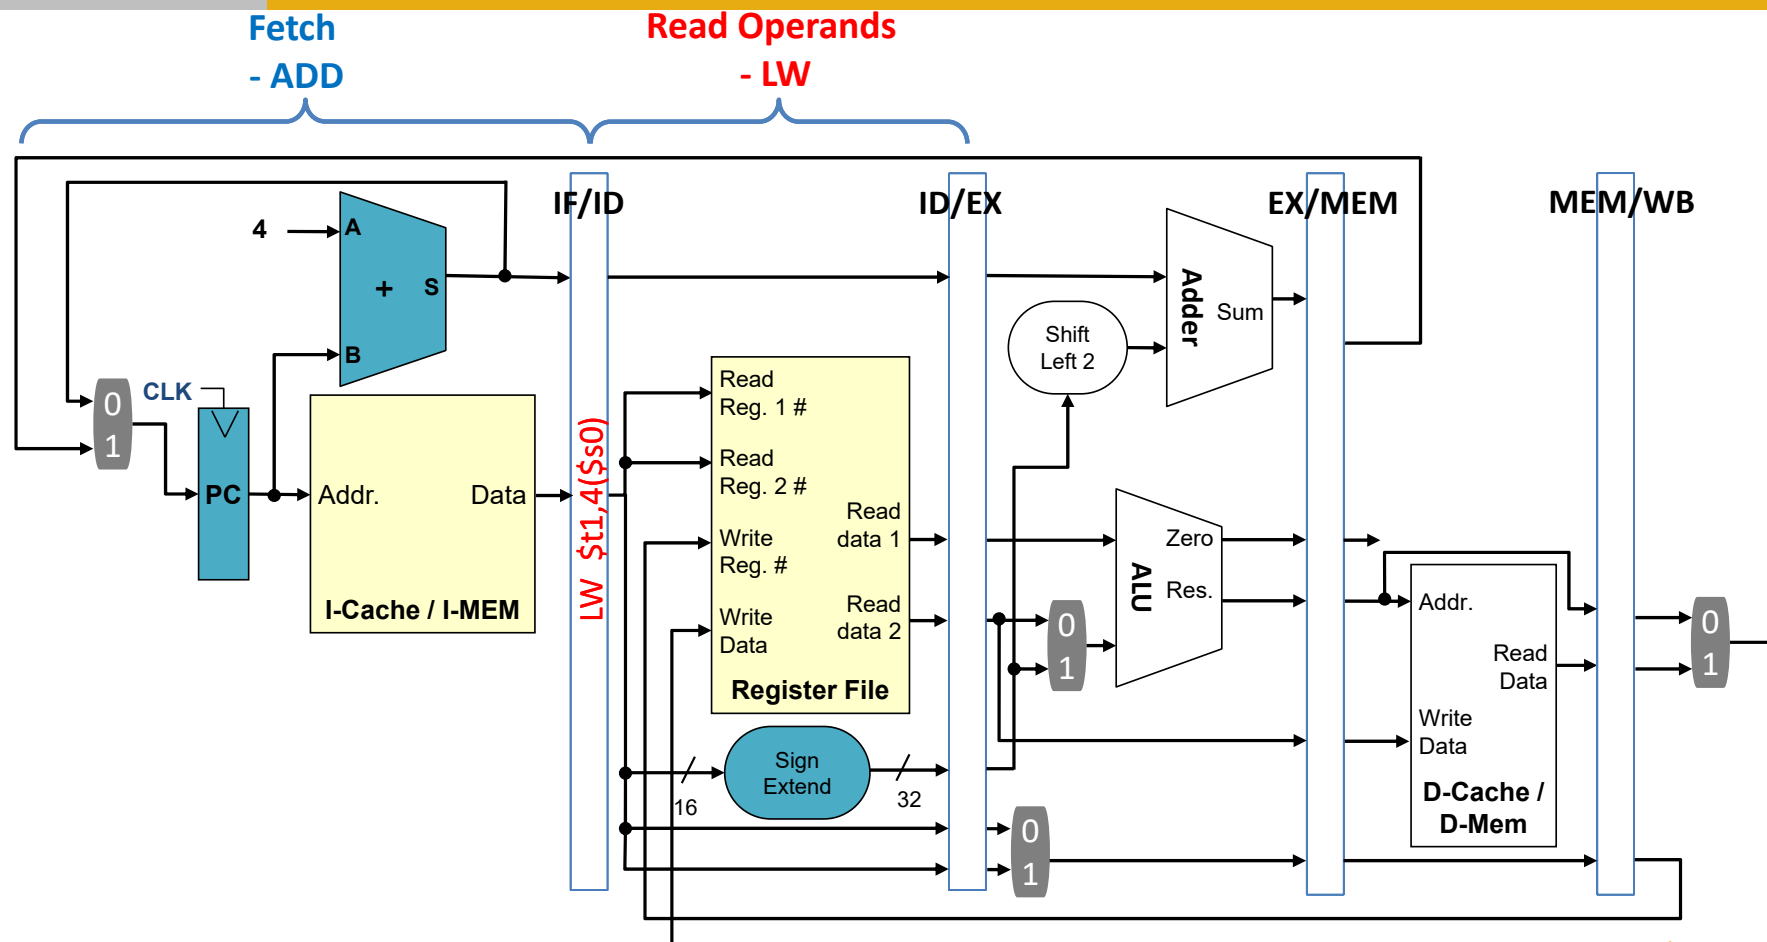 Fetch
- ADD
Read Operands
- LW
IF/ID
ID/EX
EX/MEM
MEM/WB
4
A
+
S
B
CLK
0
1
PC
Addr.
Data
I-Cache / I-MEM
LW $t1,4($s0)
Read
Reg. 1 #
Read
Reg. 2 #
Write
Reg. #
Write
Data
Read
data 1
Read
data 2
Register File
Sign
Extend
16
32
Shift
Left 2
Adder
Sum
ALU
Zero
Res.
0
1
0
1
Addr.
Read
Data
Write
Data
D-Cache /
D-Mem
0
1